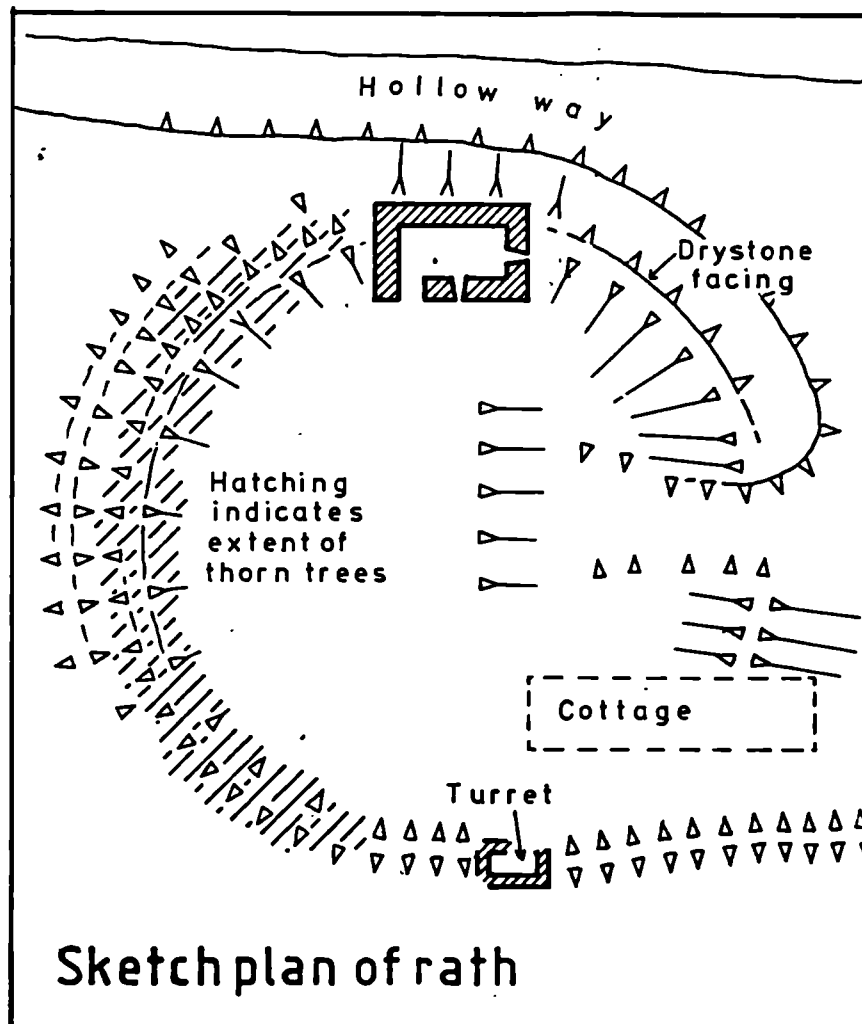 Hollow way
Drystone
facing
Hatching
indicates
extent of
thorn trees
Cottage
Turret
Sketch plan of rath